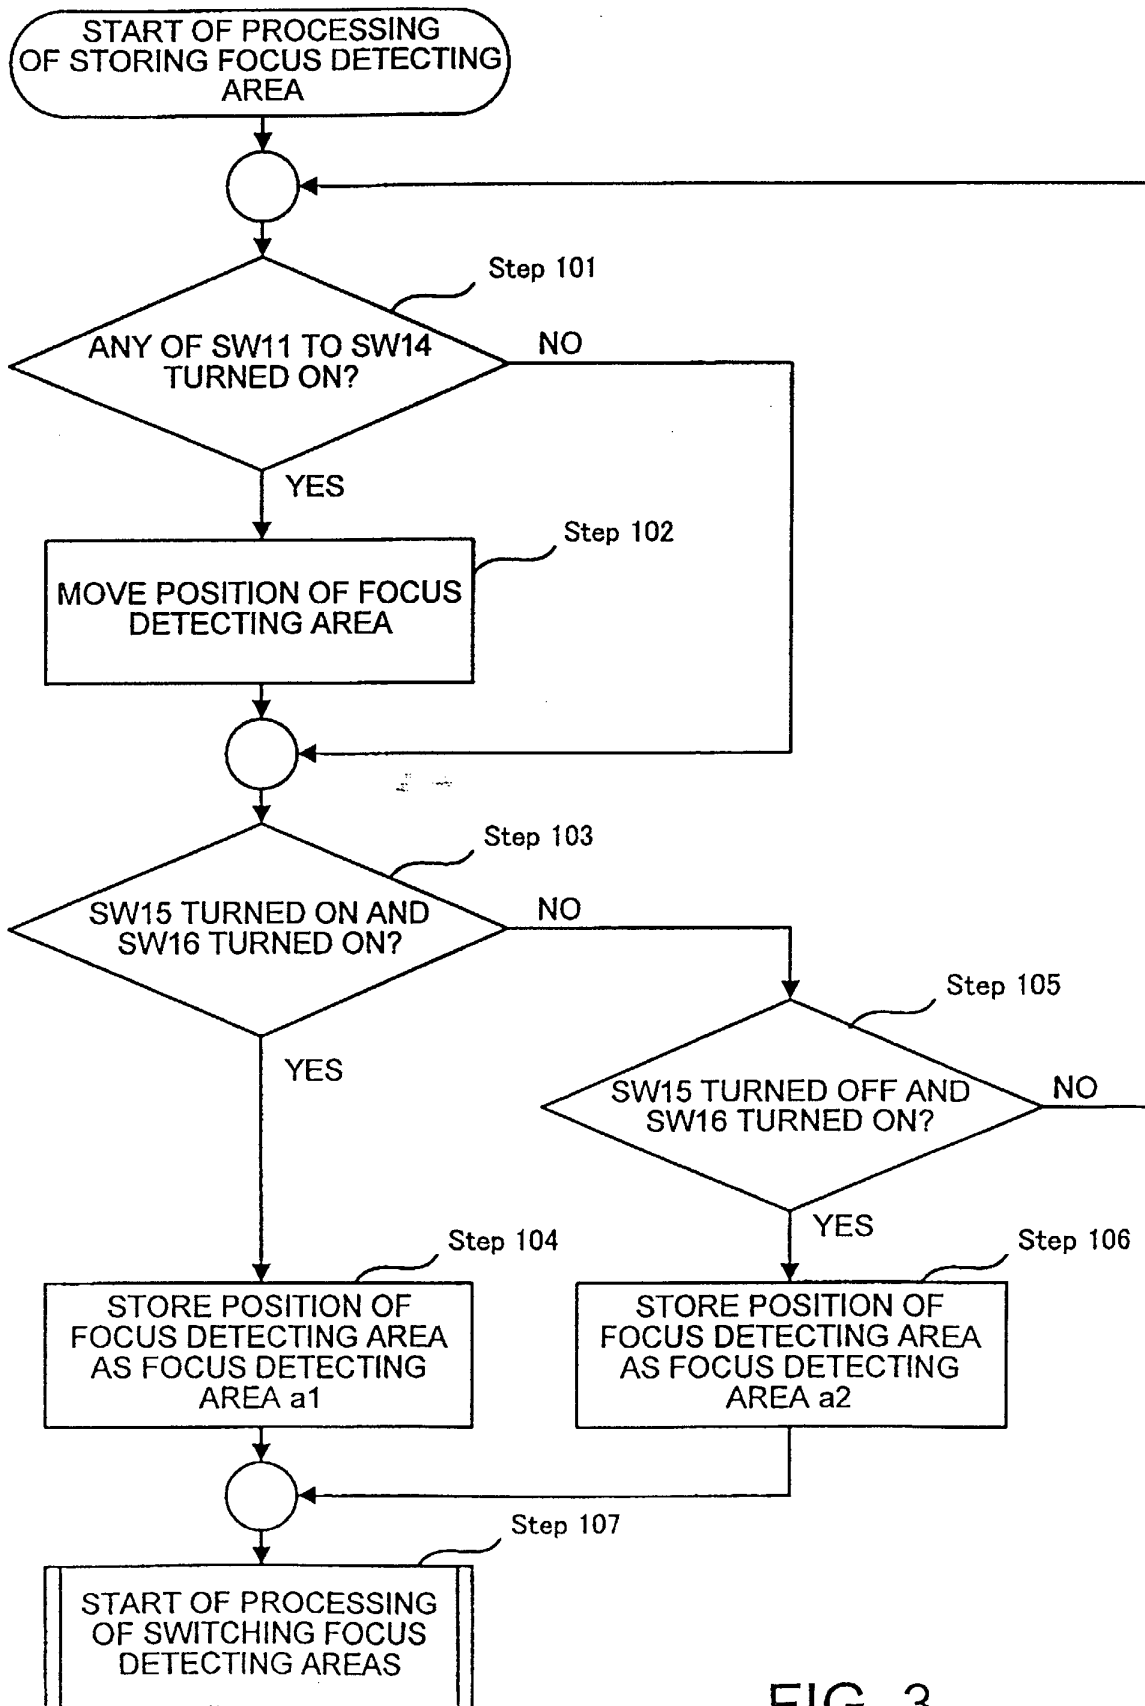 START OF PROCESSING
OF STORING FOCUS DETECTING
AREA
Step 101
ANY OF SW11 TO SW14
TURNED ON?
NO
YES
Step 102
MOVE POSITION OF FOCUS
DETECTING AREA
Step 103
SW15 TURNED ON AND
SW16 TURNED ON?
NO
YES
Step 105
SW15 TURNED OFF AND
SW16 TURNED ON?
NO
YES
Step 104
STORE POSITION OF
FOCUS DETECTING AREA
AS FOCUS DETECTING
AREA a1
Step 106
STORE POSITION OF
FOCUS DETECTING AREA
AS FOCUS DETECTING
AREA a2
Step 107
START OF PROCESSING
OF SWITCHING FOCUS
DETECTING AREAS
FIG. 3